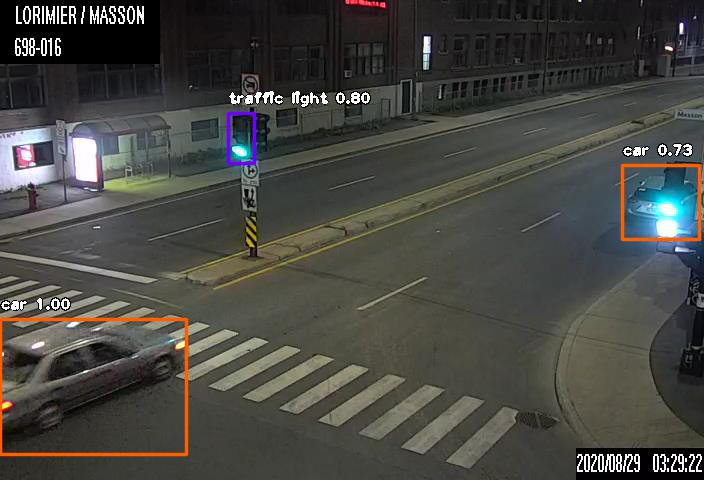 LORIMIER / MASSON
698-016
traffic light 0.80
Masson
car 0.73
car 1.00
2020/08/29 03:29:22